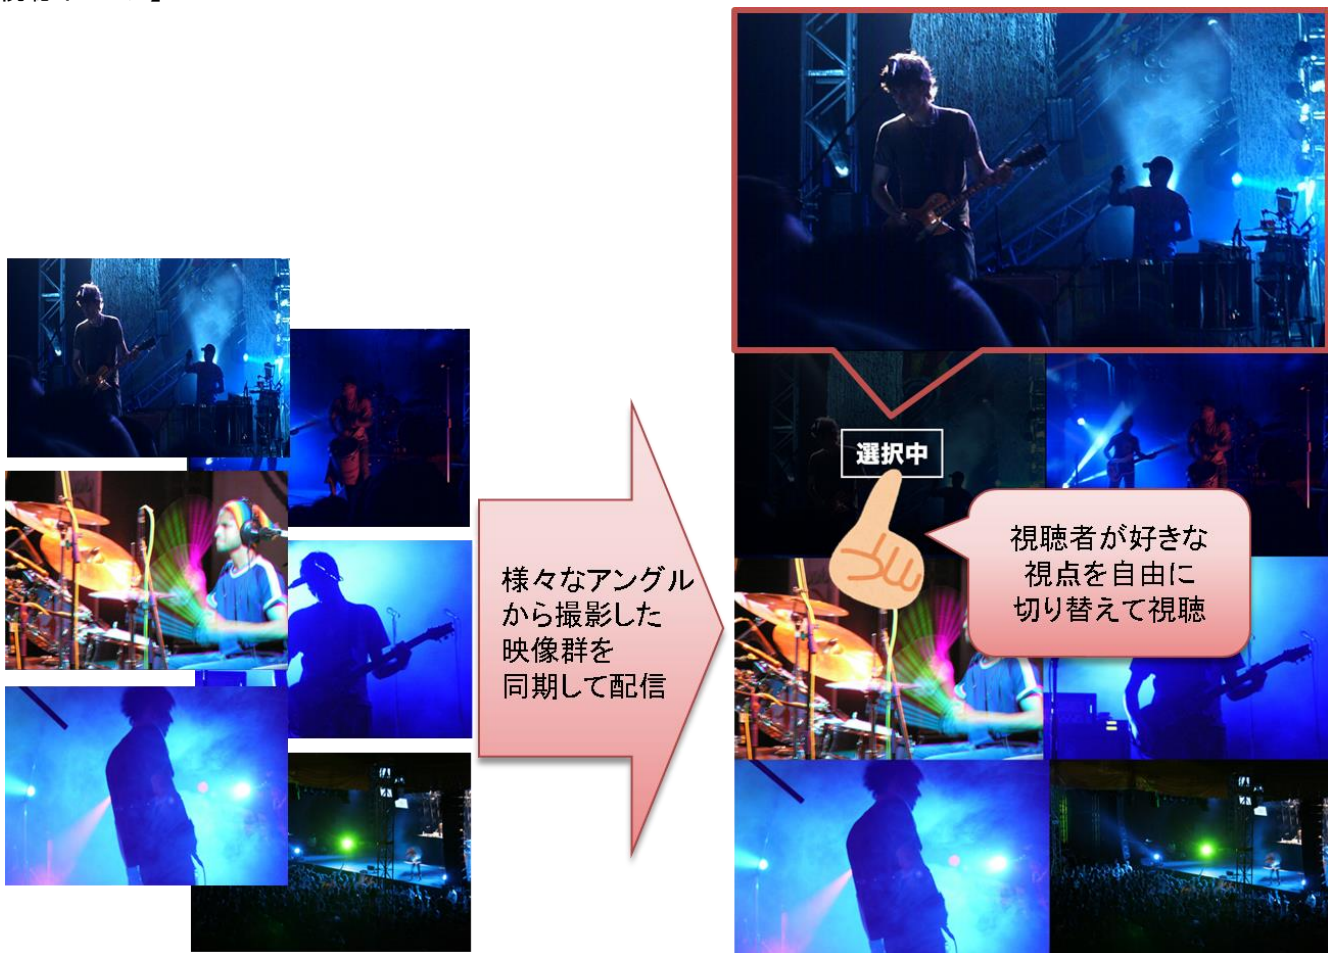 選択中
視聴者が好きな
視点を自由に
切り替えて視聴
様々なアングル
から撮影した
映像群を
同期して配信